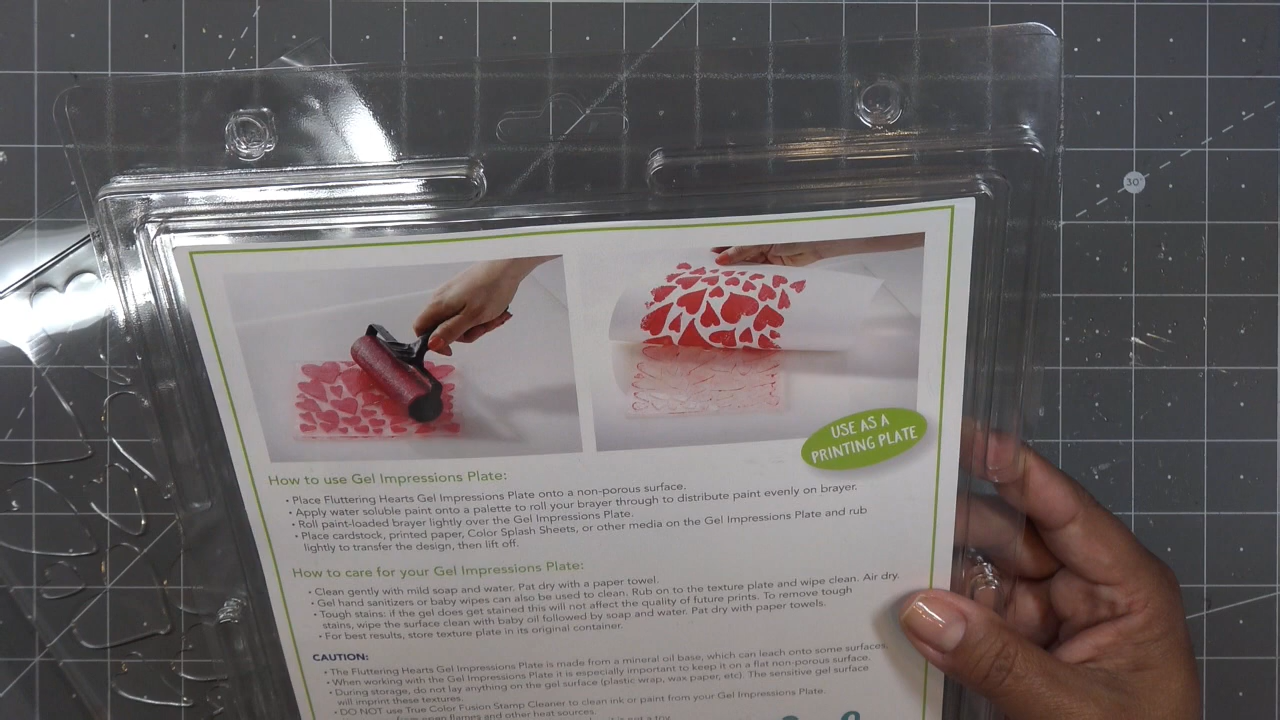 30°
USE AS A
PRINTING PLATE
How to use Gel Impressions Plate:
• Place Fluttering Hearts Gel Impressions Plate onto a non-porous surface.
• Apply water soluble paint onto a palette to roll your brayer through to distribute paint evenly on brayer.
• Roll paint-loaded brayer lightly over the Gel Impressions Plate.
• Place cardstock, printed paper, Color Splash Sheets, or other media on the Gel Impressions Plate and rub
lightly to transfer the design, then lift off.
How to care for your Gel Impressions Plate:
• Clean gently with mild soap and water. Pat dry with a paper towel.
• Gel hand sanitizers or baby wipes can also be used to clean. Rub on to the texture plate and wipe clean. Air dry.
• Tough stains: if the gel does get stained this will not affect the quality of future prints. To remove tough
stains, wipe the surface clean with baby oil followed by soap and water. Pat dry with paper towels.
• For best results, store texture plate in its original container.
CAUTION:
• The Fluttering Hearts Gel Impressions Plate is made from a mineral oil base, which can leach onto some surfaces.
• When working with the Gel Impressions Plate it is especially important to keep it on a flat non-porous surface.
• During storage, do not lay anything on the gel surface (plastic wrap, wax paper, etc). The sensitive gel surface
will imprint these textures.
• DO NOT use True Color Fusion Stamp Cleaner to clean ink or paint from your Gel Impressions Plate.
from open flames and other heat sources.
is not a toy